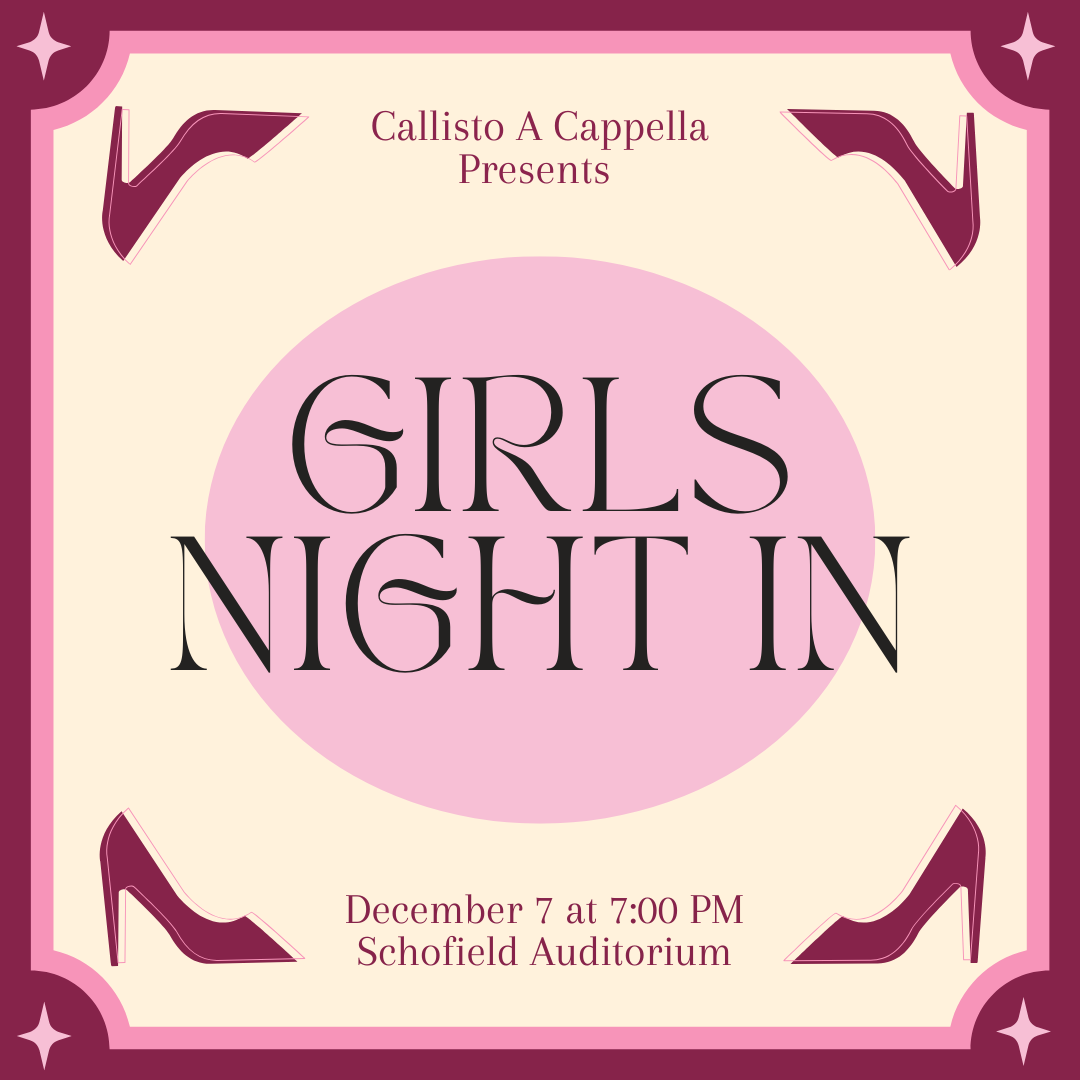 Callisto A Cappella
Presents
GIRLS
NIGHT IN
December 7 at 7:00 PM
Schofield Auditorium